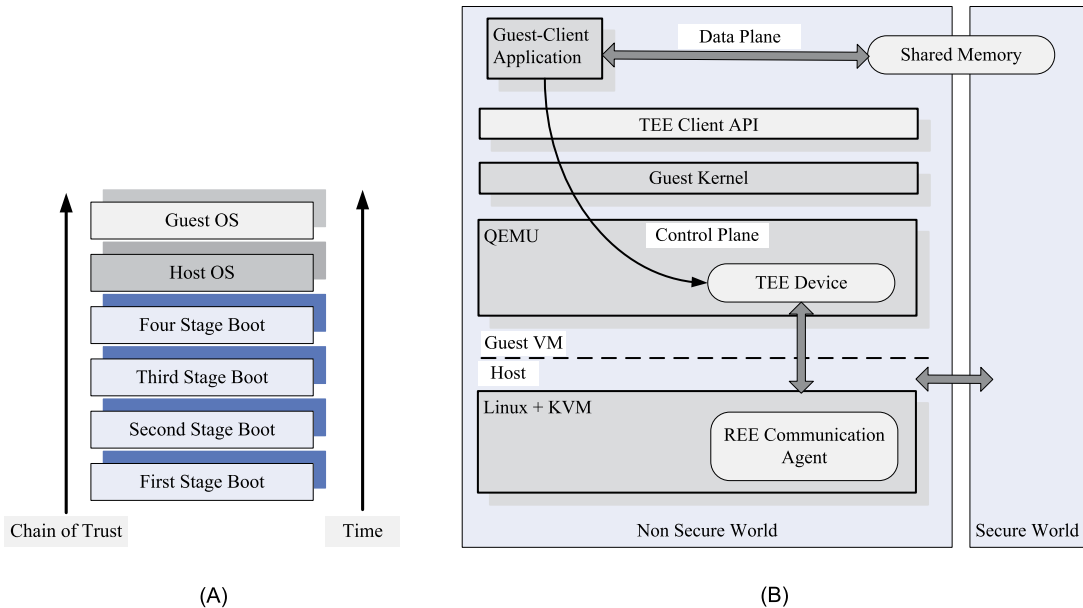 Guest OS
Host OS
Four Stage Boot
Third Stage Boot
Second Stage Boot
First Stage Boot
Chain of Trust
Time
(A)
Guest-Client
Application
Data Plane
Shared Memory
TEE Client API
Guest Kernel
QEMU
Control Plane
TEE Device
Guest VM
Host
Linux + KVM
REE Communication
Agent
Non Secure World
Secure World
(B)